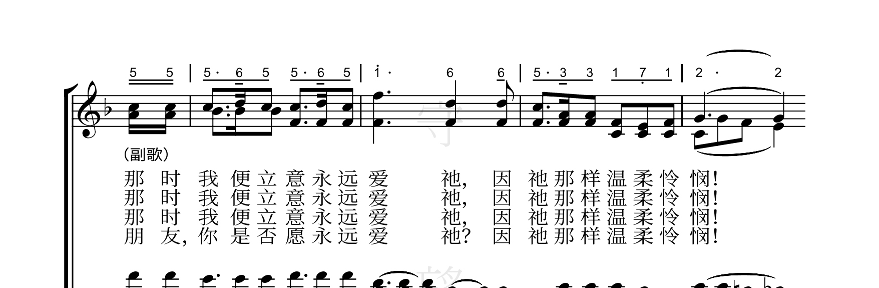 5 5 | 5· 6 5 5· 6 5 | 1· 6 6 | 5· 3 3 1 7 1 | 2· 2
(副歌)
那 时 我 便 立 意 永 远 爱 祂, 因 祂 那 样 温 柔 怜 悯!
那 时 我 便 立 意 永 远 爱 祂, 因 祂 那 样 温 柔 怜 悯!
那 时 我 便 立 意 永 远 爱 祂, 因 祂 那 样 温 柔 怜 悯!
朋 友, 你 是 否 愿 永 远 爱 祂? 因 祂 那 样 温 柔 怜 悯!